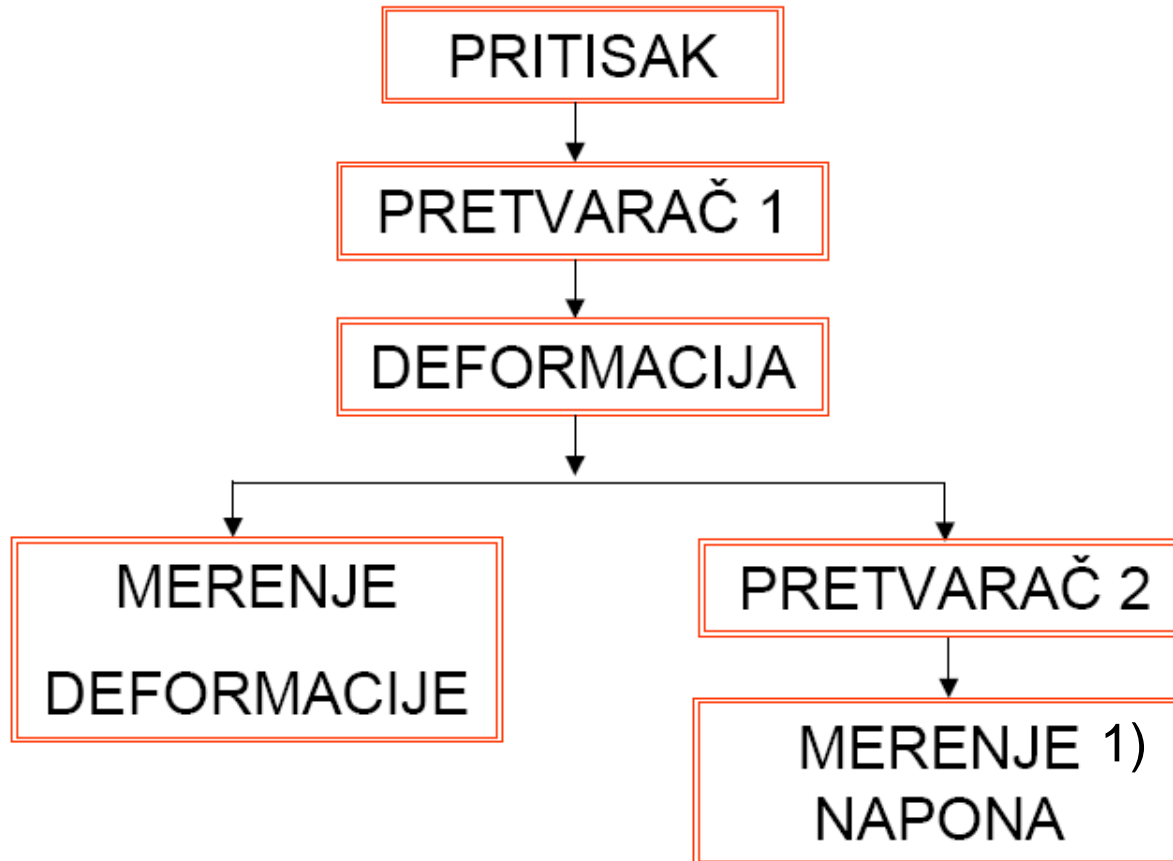 PRITISAK
PRETVARAČ 1
DEFORMACIJA
MERENJE
DEFORMACIJE
PRETVARAČ 2
MERENJE 1)
NAPONA